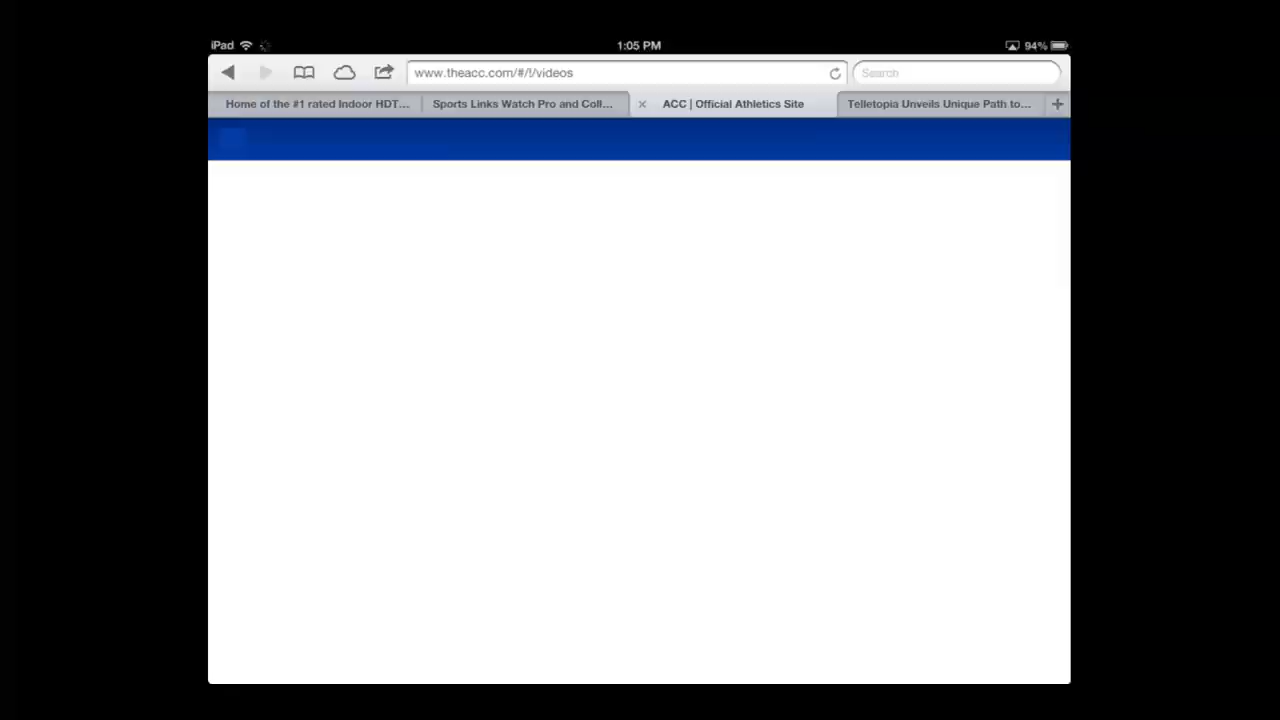 iPad 1:05 PM 94%
www.theacc.com/#/!/videos Search
Home of the #1 rated Indoor HDT... Sports Links Watch Pro and Coll... ACC | Official Athletics Site Telletopia Unveils Unique Path to...